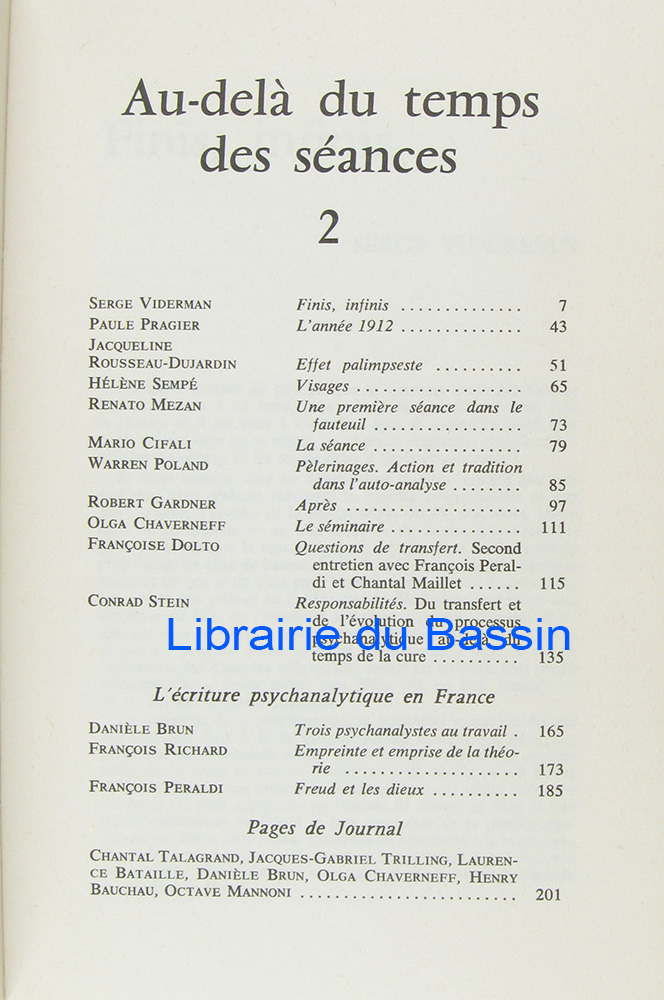 Au-delà du temps
des séances
2
SERGE VIDERMAN Finis, infinis .............. 7
PAULE PRAGIER L'année 1912 .............. 43
JACQUELINE
ROUSSEAU-DUJARDIN Effet palimpseste .......... 51
HÉLÈNE SEMPÉ Visages ................... 65
RENATO MEZAN Une première séance dans le
fauteuil ................. 73
MARIO CIFALI La séance ................. 79
WARREN POLAND Pèlerinages. Action et tradition
dans l'auto-analyse ........ 85
ROBERT GARDNER Après .................... 97
OLGA CHAVERNEFF Le séminaire ............... 111
FRANÇOISE DOLTO Questions de transfert. Second
entretien avec François Peral-
di et Chantal Maillet ...... 115
CONRAD STEIN Responsabilités. Du transfert et
de l'évolution du processus
psychanalytique au-delà du
temps de la cure .......... 135
Librairie du Bassin
L'écriture psychanalytique en France
DANIÈLE BRUN Trois psychanalystes au travail . 165
FRANÇOIS RICHARD Empreinte et emprise de la théo-
rie .................... 173
FRANÇOIS PERALDI Freud et les dieux .......... 185
Pages de Journal
CHANTAL TALAGRAND, JACQUES-GABRIEL TRILLING, LAUREN-
CE BATAILLE, DANIÈLE BRUN, OLGA CHAVERNEFF, HENRY
BAUCHAU, OCTAVE MANNONI ......................... 201